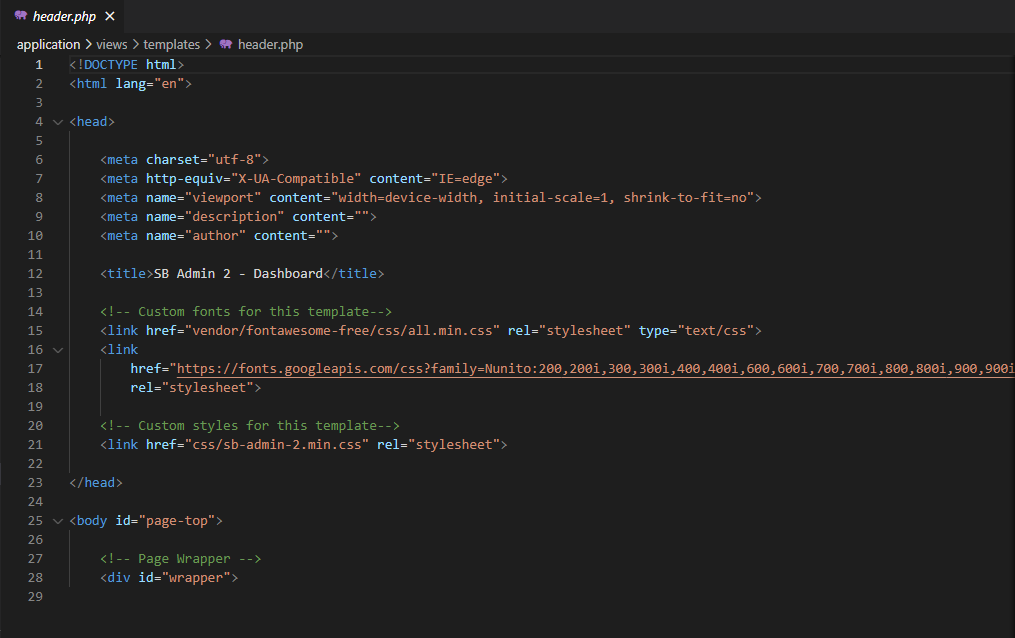 header.php
application > views > templates > header.php
1 <!DOCTYPE html>
2 <html lang="en">
3
4 <head>
5
6 <meta charset="utf-8">
7 <meta http-equiv="X-UA-Compatible" content="IE=edge">
8 <meta name="viewport" content="width=device-width, initial-scale=1, shrink-to-fit=no">
9 <meta name="description" content="">
10 <meta name="author" content="">
11
12 <title>SB Admin 2 - Dashboard</title>
13
14 <!-- Custom fonts for this template-->
15 <link href="vendor/fontawesome-free/css/all.min.css" rel="stylesheet" type="text/css">
16 <link
17 href="https://fonts.googleapis.com/css?family=Nunito:200,200i,300,300i,400,400i,600,600i,700,700i,800,800i,900,900i
18 rel="stylesheet">
19
20 <!-- Custom styles for this template-->
21 <link href="css/sb-admin-2.min.css" rel="stylesheet">
22
23 </head>
24
25 <body id="page-top">
26
27 <!-- Page Wrapper -->
28 <div id="wrapper">
29